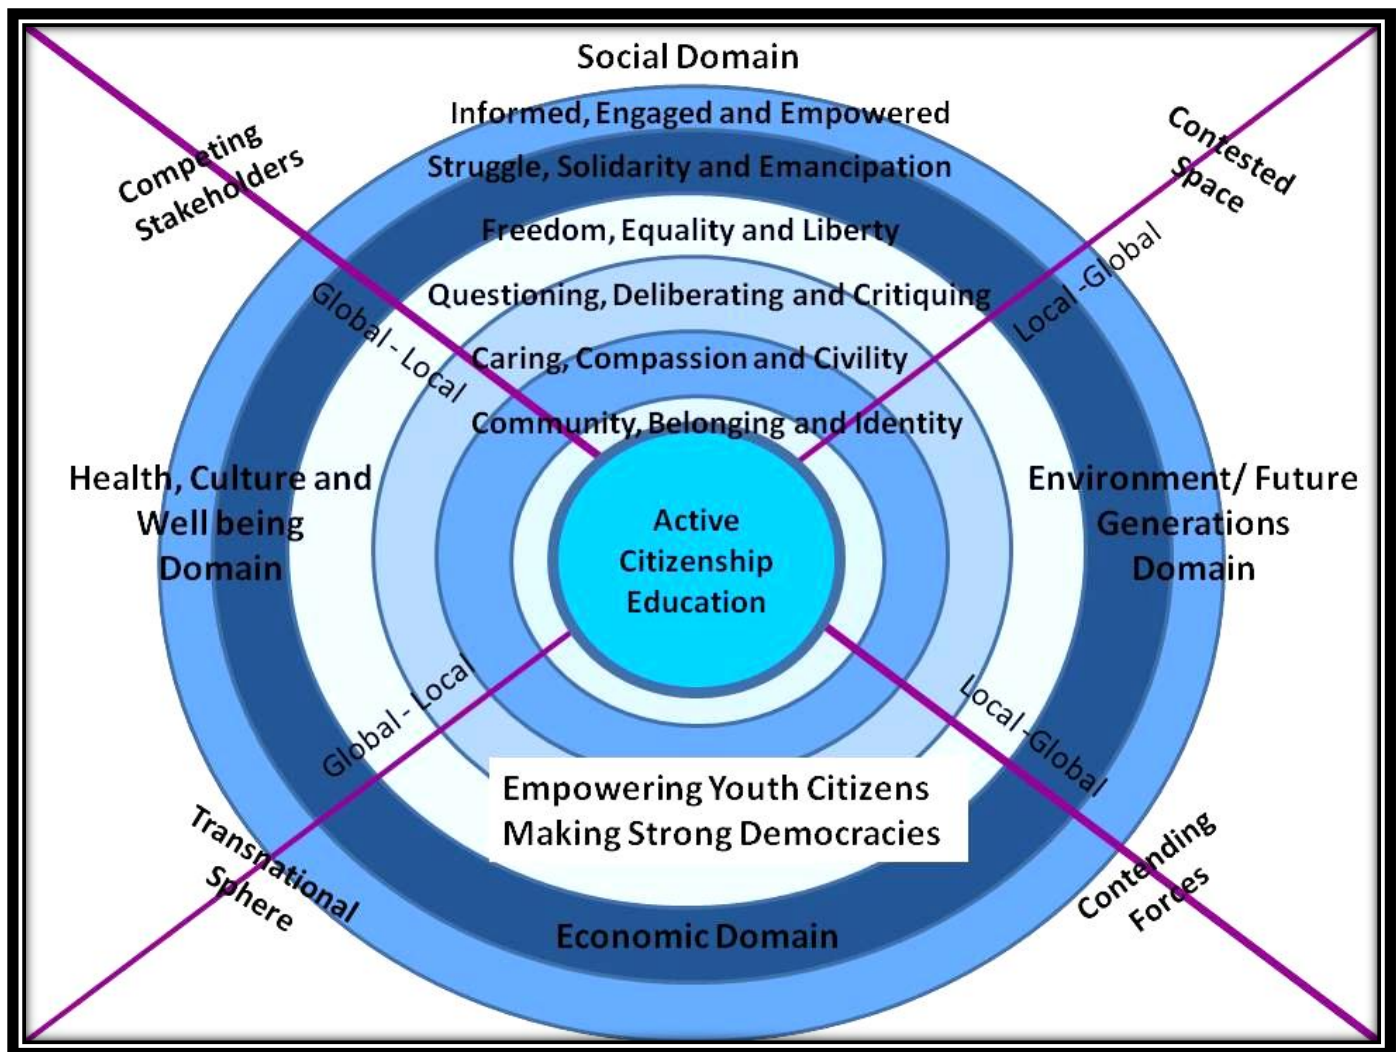 Social Domain
Informed, Engaged and Empowered
Competing
Stakeholders
Contested
Space
Struggle, Solidarity and Emancipation
Freedom, Equality and Liberty
Global - Local
Local -Global
Questioning, Deliberating and Critiquing
Caring, Compassion and Civility
Community, Belonging and Identity
Health, Culture and
Well being
Domain
Active
Citizenship
Education
Environment/ Future
Generations
Domain
Global - Local
Local -Global
Empowering Youth Citizens
Making Strong Democracies
Transnational
Sphere
Contending
Forces
Economic Domain